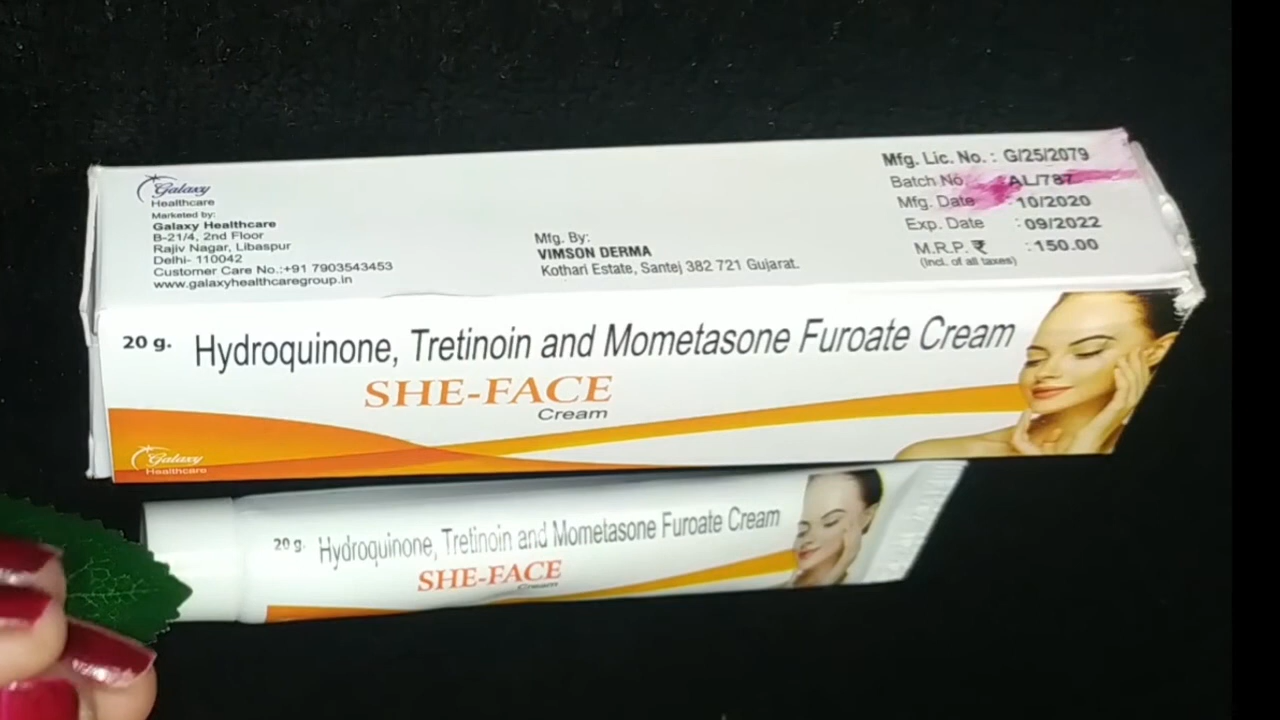 Galaxy
Healthcare
Marketed by:
Galaxy Healthcare
B-21/4, 2nd Floor
Rajiv Nagar, Libaspur
Delhi- 110042
Customer Care No.:+91 7903543453
www.galaxyhealthcaregroup.in
Mfg. By:
VIMSON DERMA
Kothari Estate, Santej 382 721 Gujarat.
Mfg. Lic. No. : G/25/2079
Batch No : AL/787
Mfg. Date : 10/2020
Exp. Date : 09/2022
M.R.P. ₹ : 150.00
(Incl. of all taxes)
20 g. Hydroquinone, Tretinoin and Mometasone Furoate Cream
SHE-FACE
Cream
Galaxy
Healthcare
20 g. Hydroquinone, Tretinoin and Mometasone Furoate Cream
SHE-FACE
Cream